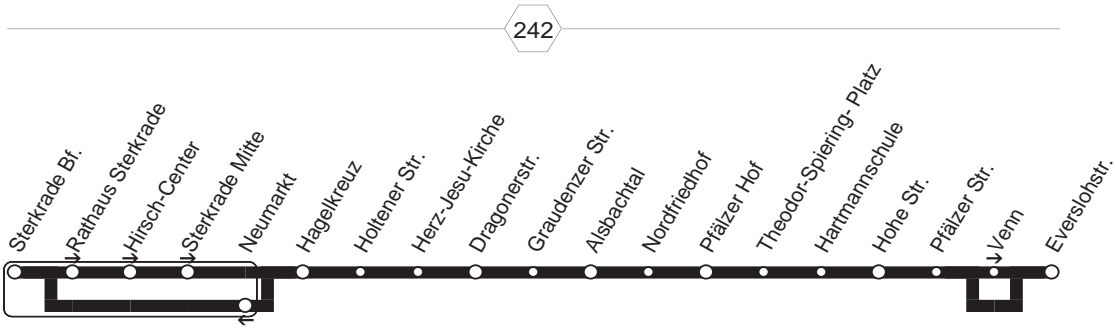 242
Sterkrade Bf.
Rathaus Sterkrade
Hirsch-Center
Sterkrade Mitte
Neumarkt
Hagelkreuz
Holtener Str.
Herz-Jesu-Kirche
Dragonerstr.
Graudenzer Str.
Alsbachtal
Nordfriedhof
Pfälzer Hof
Theodor-Spiering- Platz
Hartmannschule
Hohe Str.
Pfälzer Str.
Venn
Everslohstr.